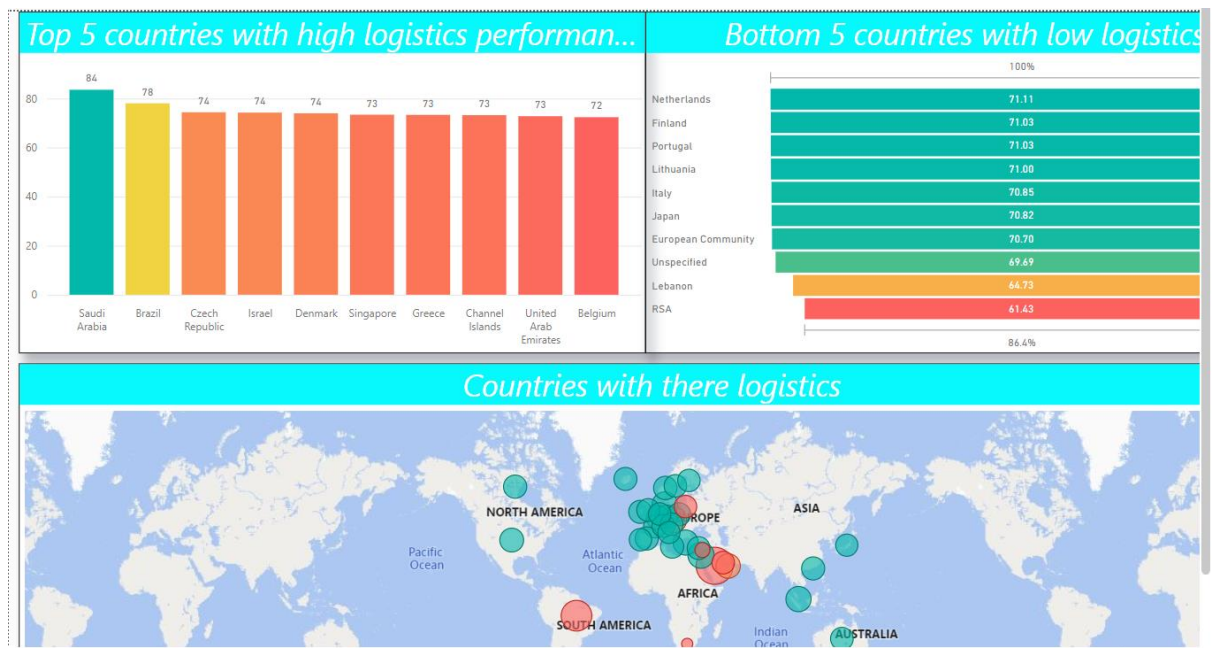 Top 5 countries with high logistics performan...
84
78
74
74
74
73
73
73
73
72
80
60
40
20
0
Saudi Arabia
Brazil
Czech Republic
Israel
Denmark
Singapore
Greece
Channel Islands
United Arab Emirates
Belgium
Bottom 5 countries with low logistics
100%
Netherlands 71.11
Finland 71.03
Portugal 71.03
Lithuania 71.00
Italy 70.85
Japan 70.82
European Community 70.70
Unspecified 69.69
Lebanon 64.73
RSA 61.43
86.4%
Countries with there logistics
NORTH AMERICA
ROPE
ASIA
Pacific
Ocean
Atlantic
Ocean
AFRICA
SOUTH AMERICA
Indian
Ocean
AUSTRALIA